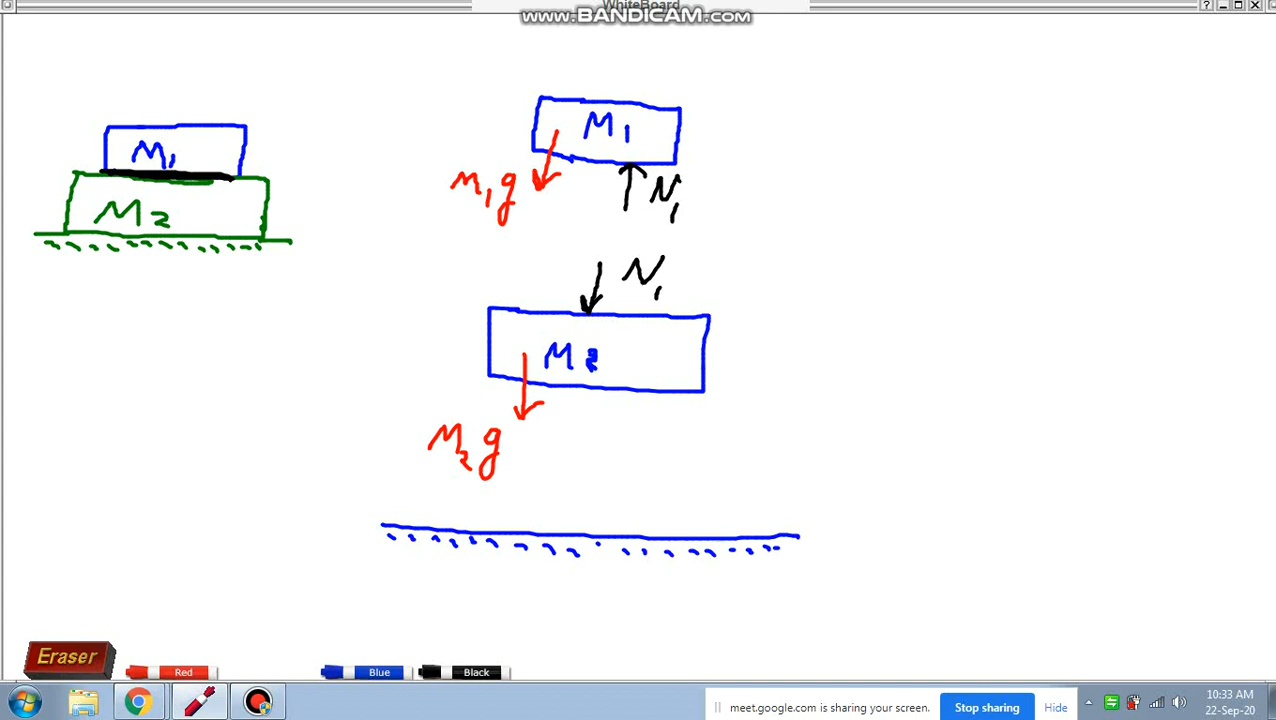 WhiteBoard
www.BANDICAM.com
M1
M2
M1
m1g
N1
N1
M2
M2g
Eraser
Red
Blue
Black
meet.google.com is sharing your screen.
Stop sharing
Hide
10:33 AM
22-Sep-20